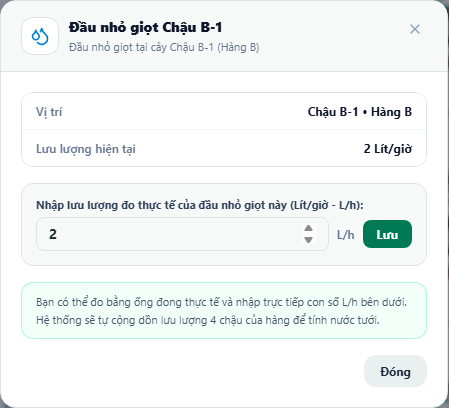 Đầu nhỏ giọt Chậu B-1
Đầu nhỏ giọt tại cây Chậu B-1 (Hàng B)
Vị trí
Chậu B-1 • Hàng B
Lưu lượng hiện tại
2 Lít/giờ
Nhập lưu lượng đo thực tế của đầu nhỏ giọt này (Lít/giờ - L/h):
2
L/h
Lưu
Bạn có thể đo bằng ống đong thực tế và nhập trực tiếp con số L/h bên dưới.
Hệ thống sẽ tự cộng dồn lưu lượng 4 chậu của hàng để tính nước tưới.
Đóng